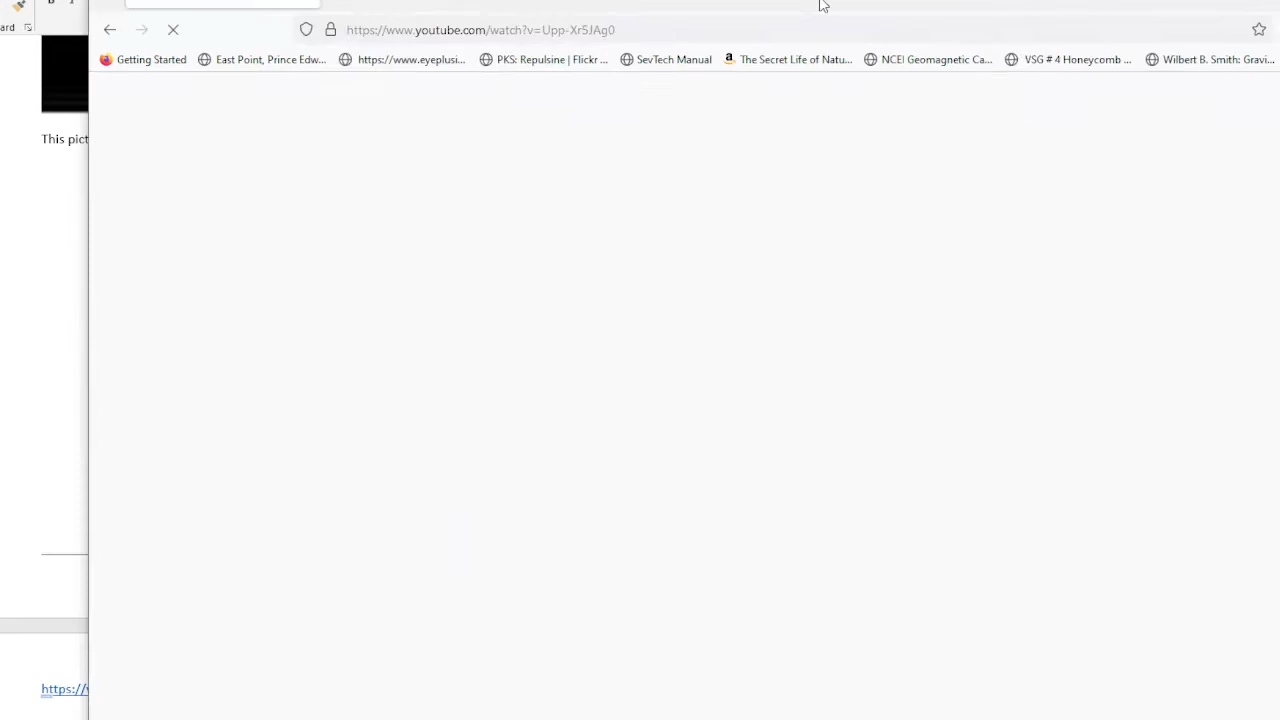 B I
ard
https://www.youtube.com/watch?v=Upp-Xr5JAg0
Getting Started East Point, Prince Edw... https://www.eyeplusi... PKS: Repulsine | Flickr ... SevTech Manual The Secret Life of Natu... NCEI Geomagnetic Ca... VSG # 4 Honeycomb ... Wilbert B. Smith: Gravi...
This pict
https://